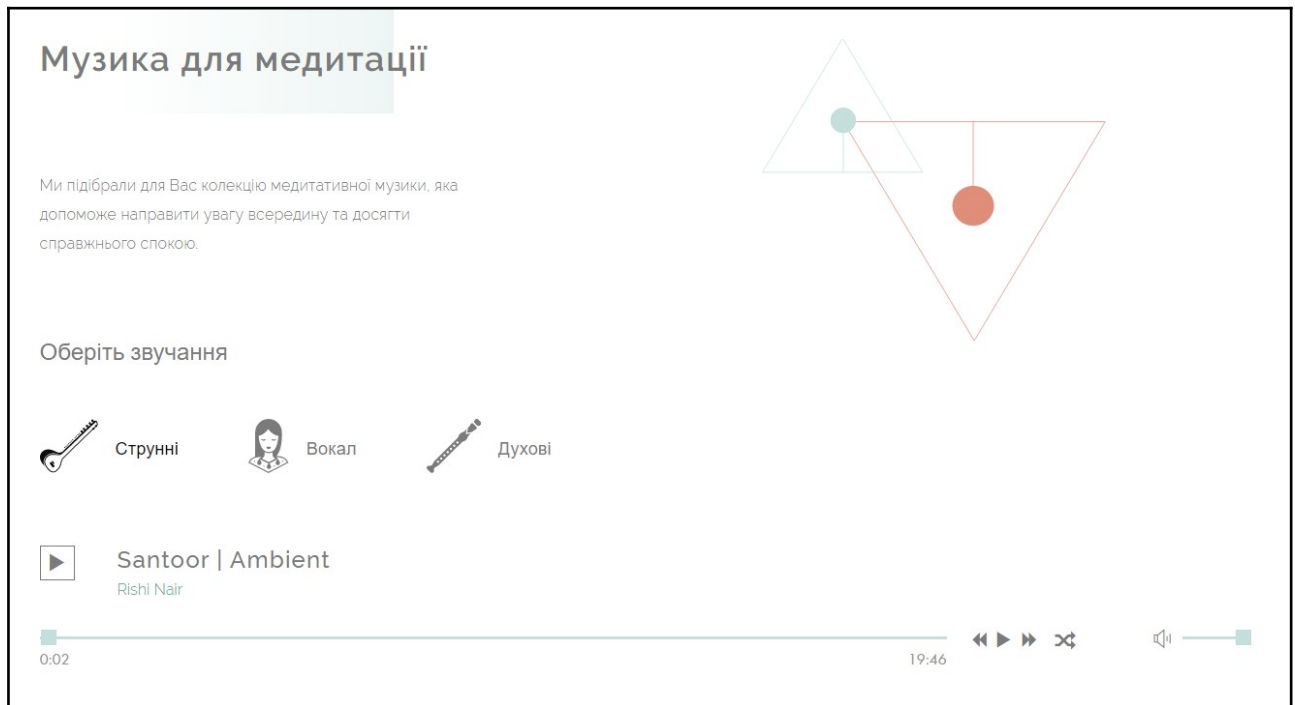 Музика для медитації
Ми підібрали для Вас колекцію медитативної музики, яка
допоможе направити увагу всередину та досягти
справжнього спокою.
Оберіть звучання
Струнні
Вокал
Духові
Santoor | Ambient
Rishi Nair
0:02
19:46